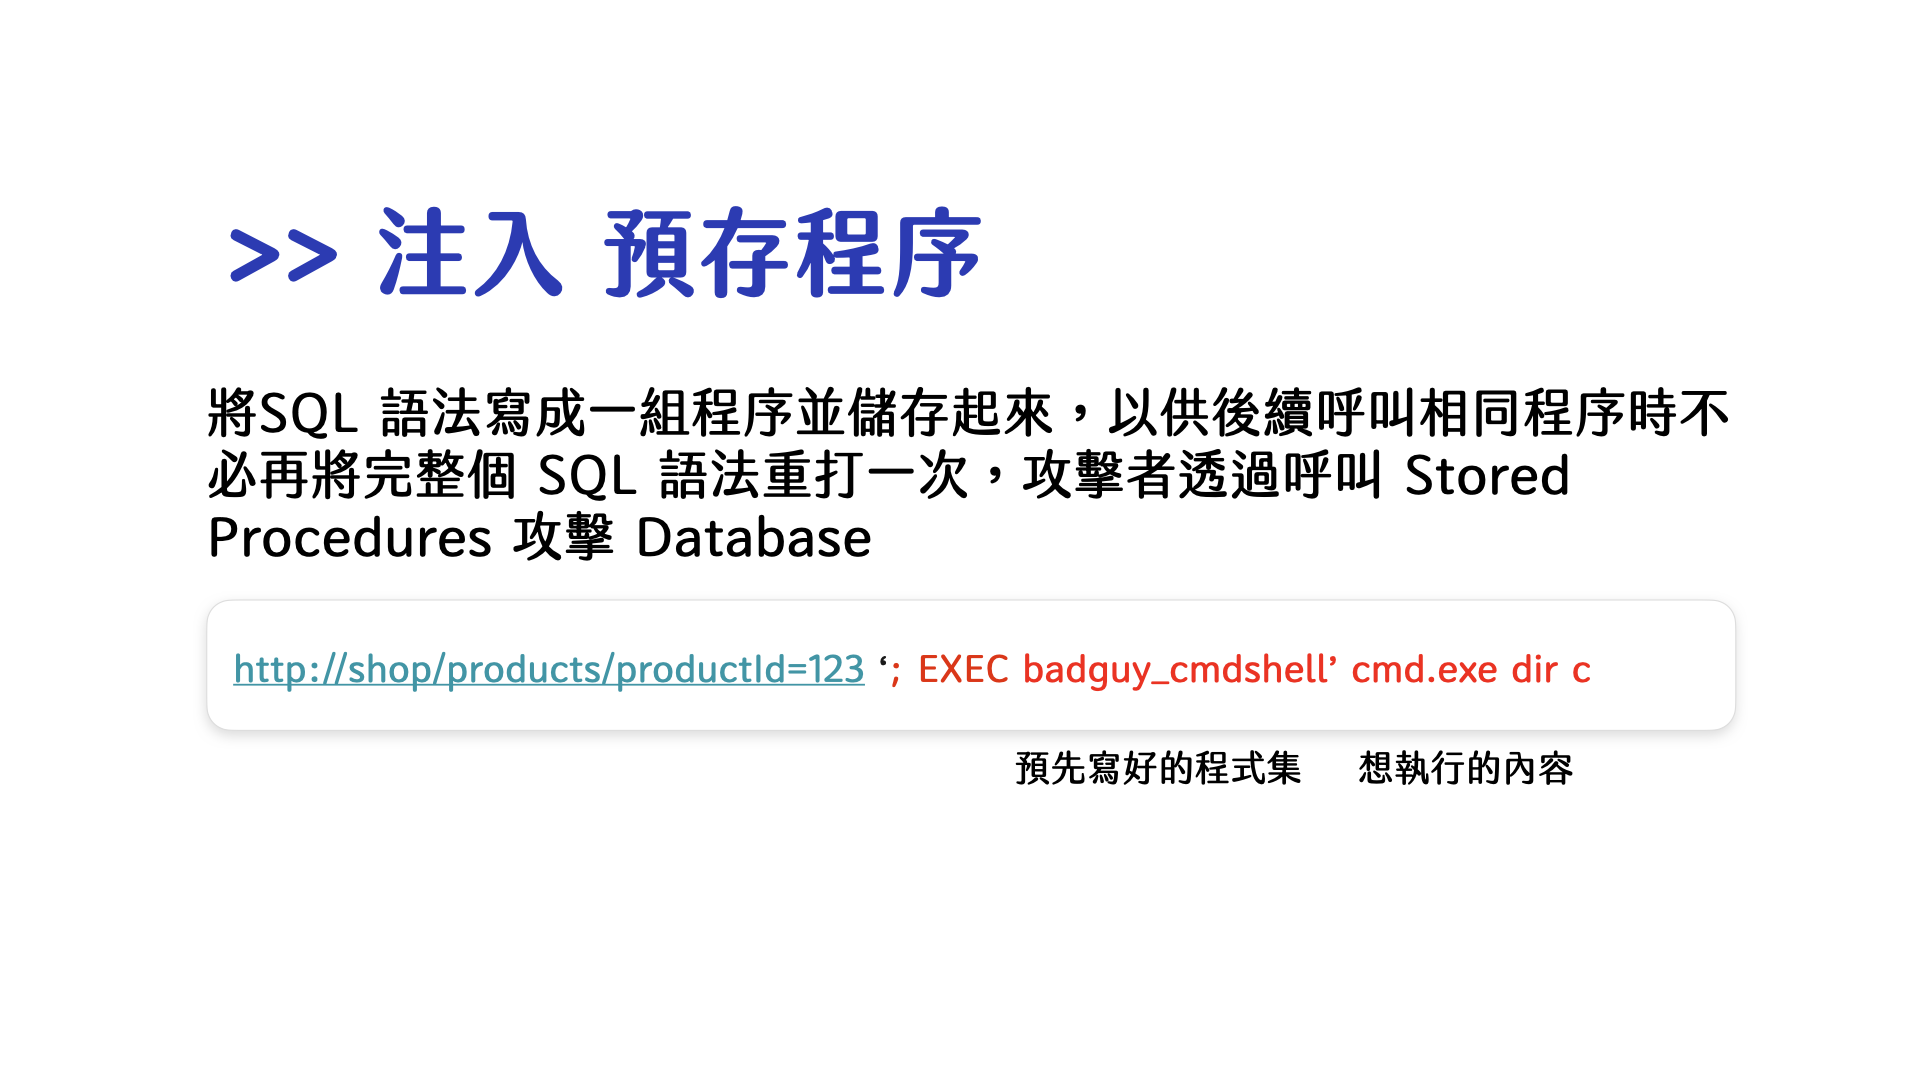 >> 注入 預存程序
將SQL 語法寫成一組程序並儲存起來，以供後續呼叫相同程序時不
必再將完整個 SQL 語法重打一次，攻擊者透過呼叫 Stored
Procedures 攻擊 Database
http://shop/products/productId=123 ‘; EXEC badguy_cmdshell’ cmd.exe dir c
預先寫好的程式集 想執行的內容